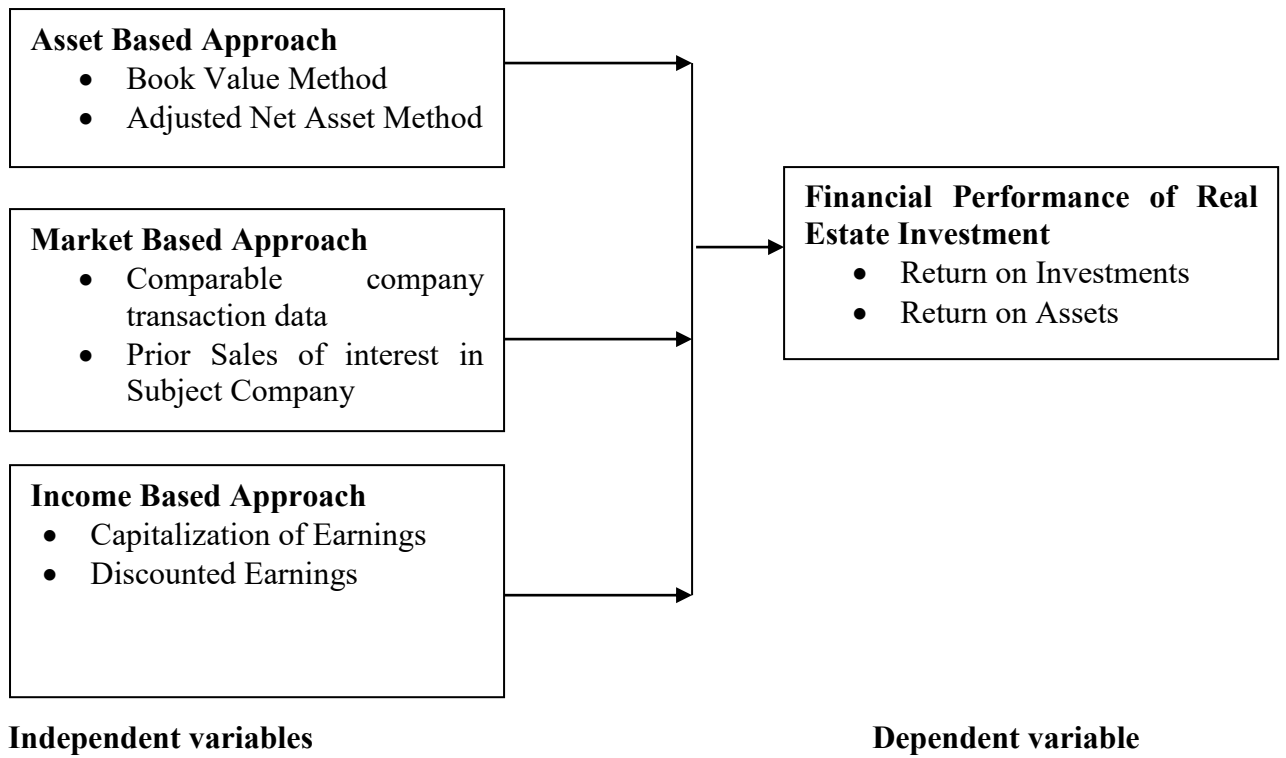 Asset Based Approach
• Book Value Method
• Adjusted Net Asset Method
Market Based Approach
• Comparable company
transaction data
• Prior Sales of interest in
Subject Company
Income Based Approach
• Capitalization of Earnings
• Discounted Earnings
Financial Performance of Real
Estate Investment
• Return on Investments
• Return on Assets
Independent variables
Dependent variable